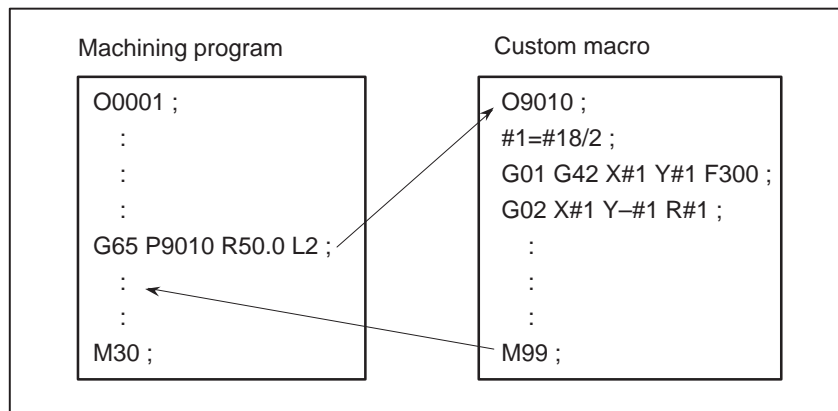 Machining program
O0001 ;
:
:
:
G65 P9010 R50.0 L2 ;
:
:
M30 ;
Custom macro
O9010 ;
#1=#18/2 ;
G01 G42 X#1 Y#1 F300 ;
G02 X#1 Y–#1 R#1 ;
:
:
:
M99 ;